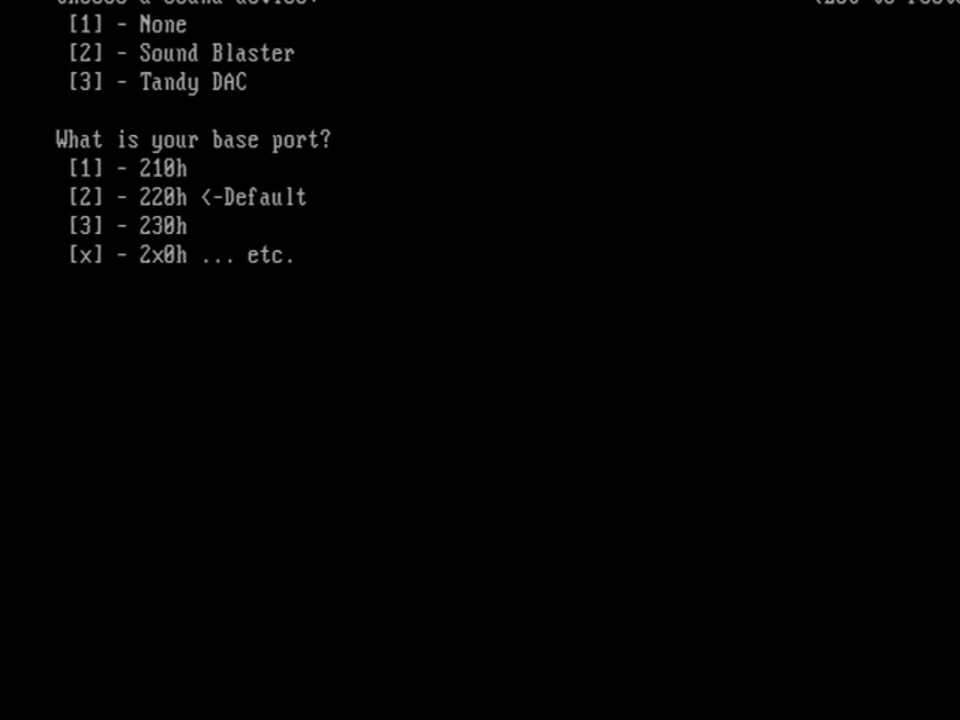 [1] - None
[2] - Sound Blaster
[3] - Tandy DAC
What is your base port?
[1] - 210h
[2] - 220h <-Default
[3] - 230h
[x] - 2x0h ... etc.